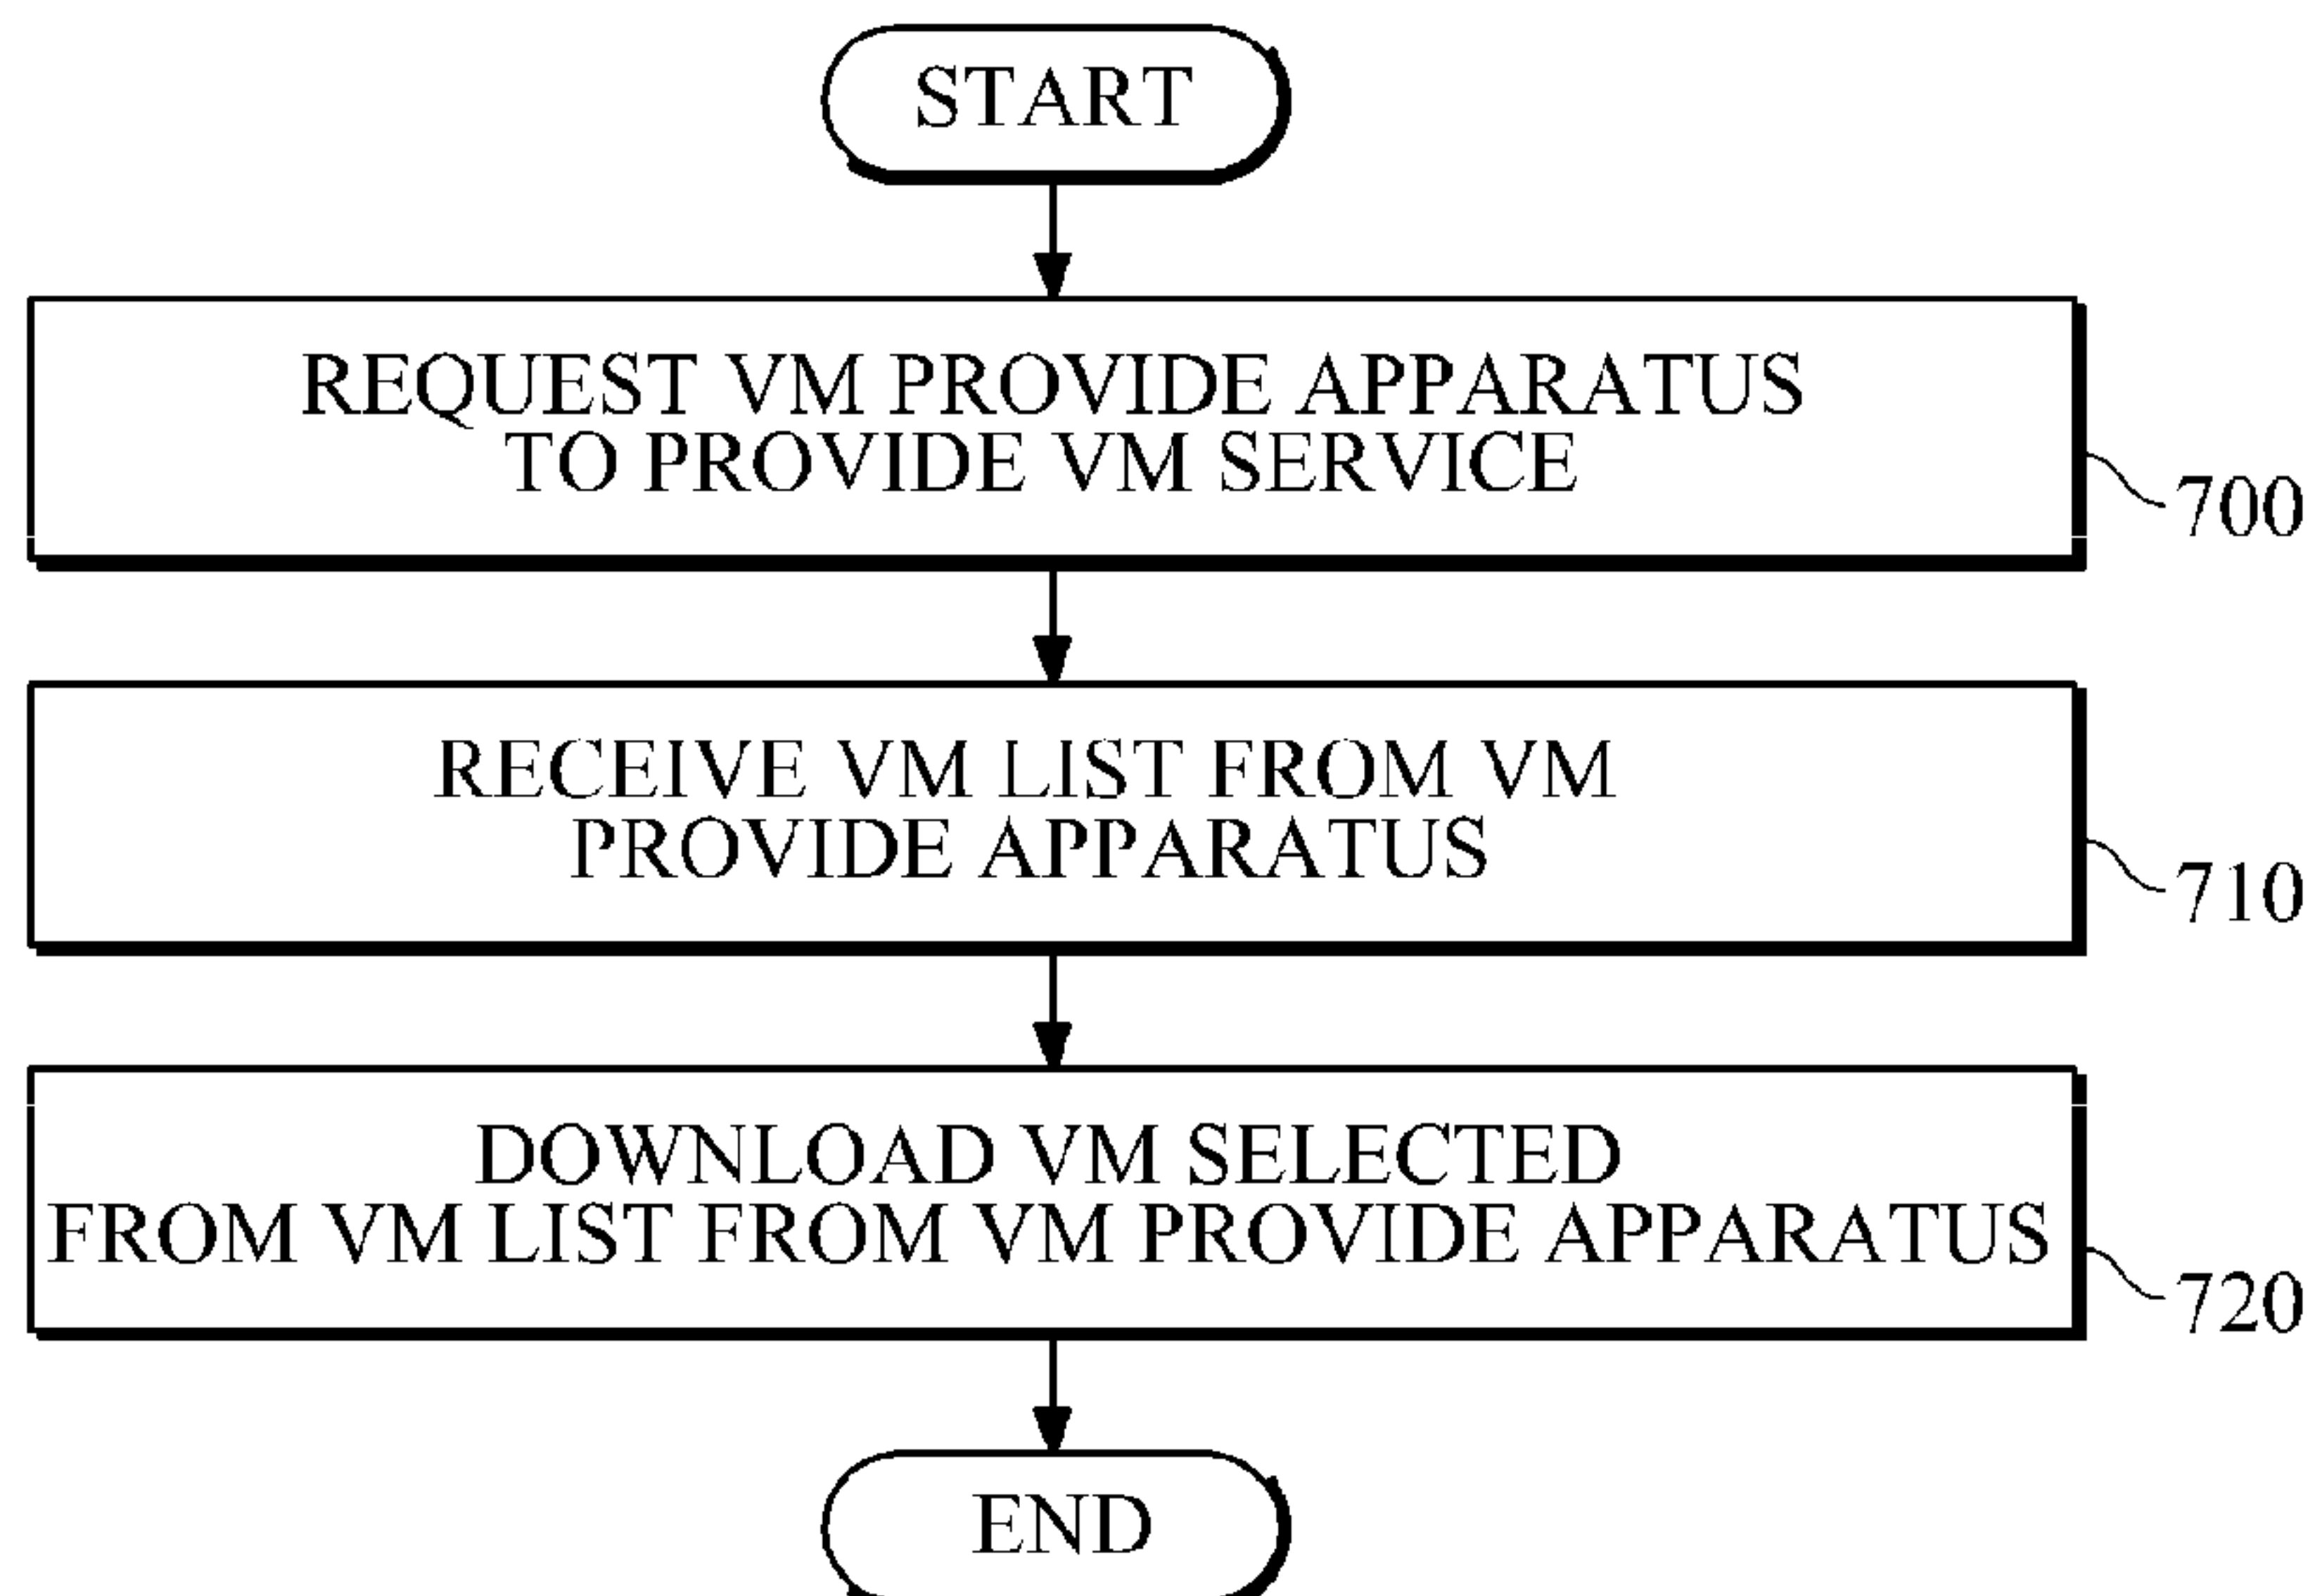 START
REQUEST VM PROVIDE APPARATUS
TO PROVIDE VM SERVICE
700
RECEIVE VM LIST FROM VM
PROVIDE APPARATUS
710
DOWNLOAD VM SELECTED
FROM VM LIST FROM VM PROVIDE APPARATUS
720
END